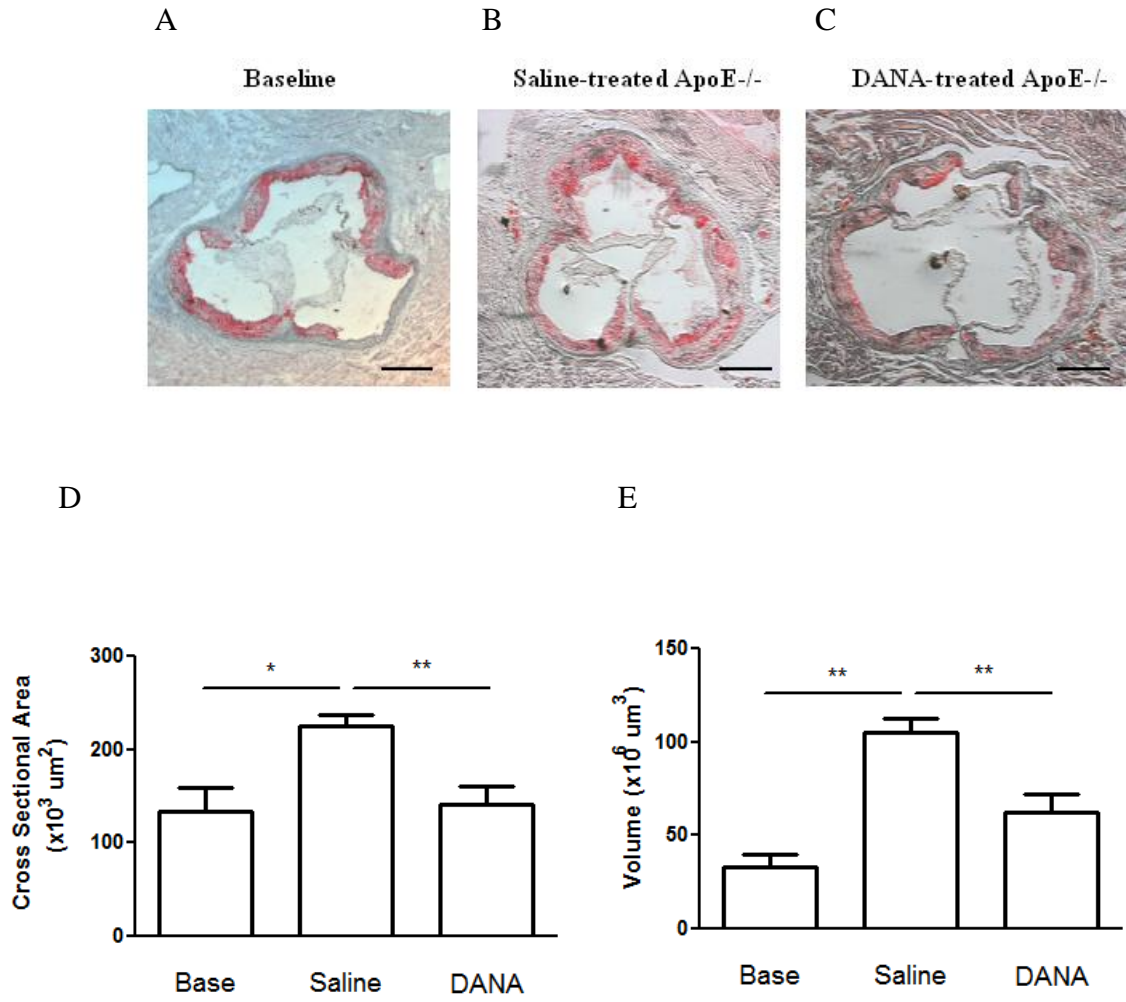 A
B
C
Baseline
Saline-treated ApoE-/-
DANA-treated ApoE-/-
D
E
Cross Sectional Area
(x10³ um²)
300
200
100
0
*
**
Base
Saline
DANA
Volume (x10⁶ um³)
150
100
50
0
**
**
Base
Saline
DANA